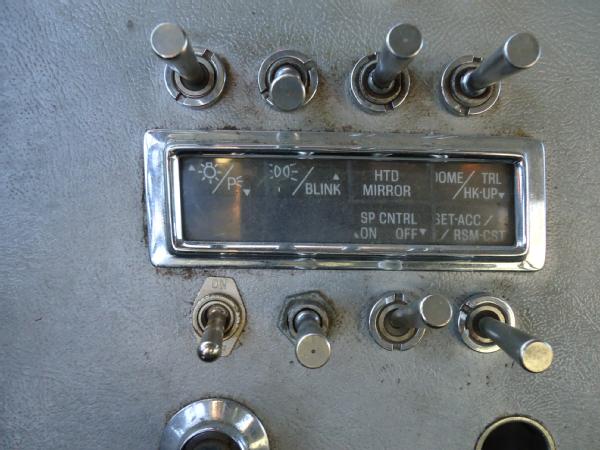 BLINK
HTD
MIRROR
DOME/ TRL
/HK-UP
SP CNTRL
ON OFF
SET-ACC/
/ RSM-CST
ON